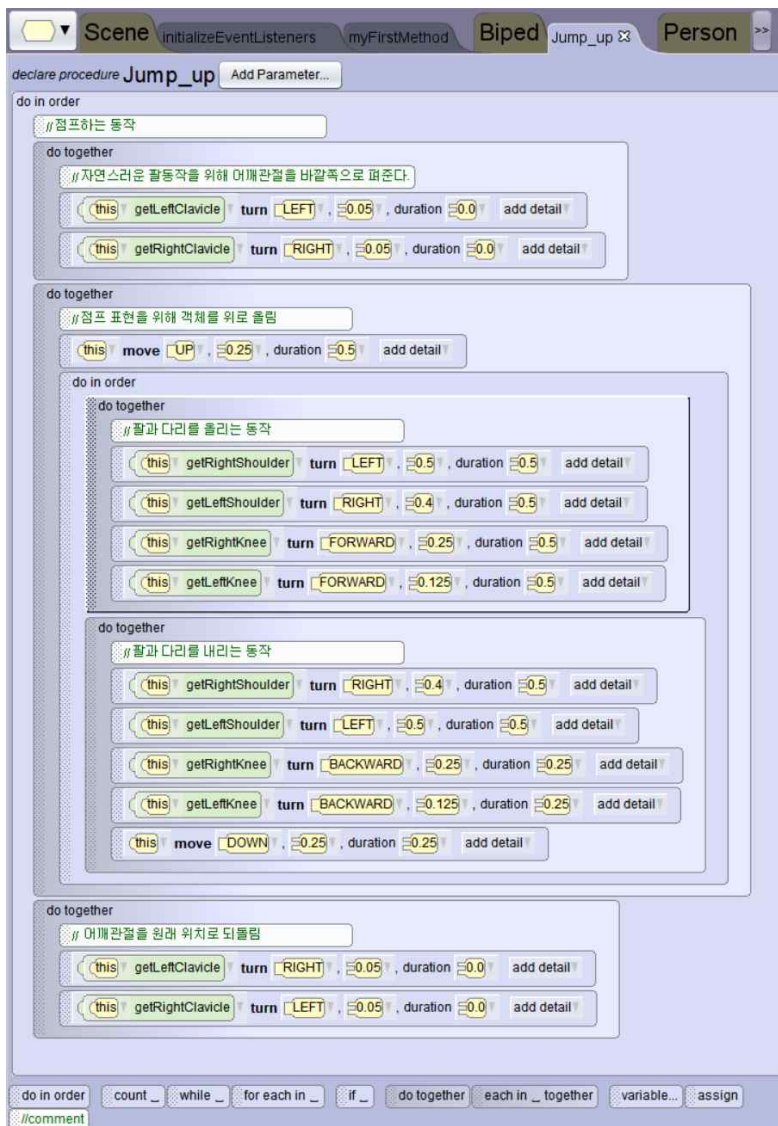 Scene initializeEventListeners myFirstMethod Biped Jump_up Person >>
declare procedure Jump_up Add Parameter...
do in order
//점프하는 동작
do together
//자연스러운 팔동작을 위해 어깨관절을 바깥쪽으로 펴준다.
this getLeftClavicle turn LEFT , 0.05 , duration 0.0 add detail
this getRightClavicle turn RIGHT , 0.05 , duration 0.0 add detail
do together
//점프 표현을 위해 객체를 위로 올림
this move UP , 0.25 , duration 0.5 add detail
do in order
do together
//팔과 다리를 올리는 동작
this getRightShoulder turn LEFT , 0.5 , duration 0.5 add detail
this getLeftShoulder turn RIGHT , 0.4 , duration 0.5 add detail
this getRightKnee turn FORWARD , 0.25 , duration 0.5 add detail
this getLeftKnee turn FORWARD , 0.125 , duration 0.5 add detail
do together
//팔과 다리를 내리는 동작
this getRightShoulder turn RIGHT , 0.4 , duration 0.5 add detail
this getLeftShoulder turn LEFT , 0.5 , duration 0.5 add detail
this getRightKnee turn BACKWARD , 0.25 , duration 0.25 add detail
this getLeftKnee turn BACKWARD , 0.125 , duration 0.25 add detail
this move DOWN , 0.25 , duration 0.25 add detail
do together
// 어깨관절을 원래 위치로 되돌림
this getLeftClavicle turn RIGHT , 0.05 , duration 0.0 add detail
this getRightClavicle turn LEFT , 0.05 , duration 0.0 add detail
do in order count _ while _ for each in _ if _ do together each in _ together variable... assign
//comment